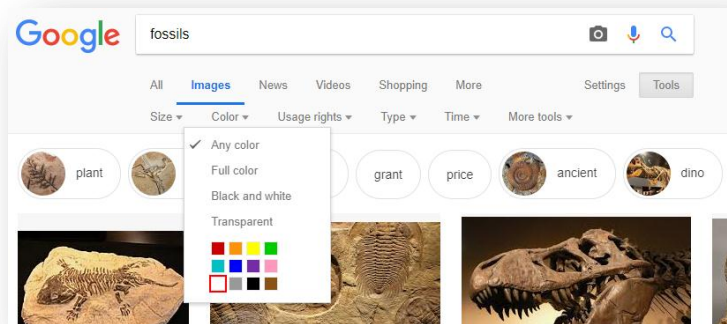 Google fossils
All Images News Videos Shopping More Settings Tools
Size Color Usage rights Type Time More tools
Any color
Full color
Black and white
Transparent
plant grant price ancient dino